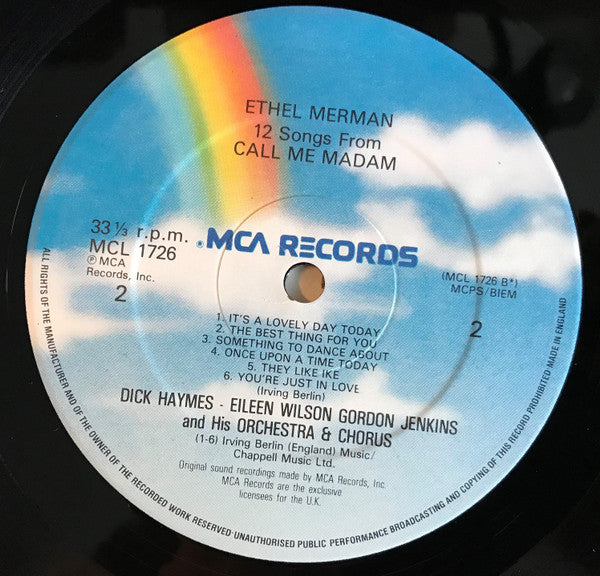 ETHEL MERMAN
12 Songs From
CALL ME MADAM
33⅓ r.p.m.
MCL 1726
℗ MCA
Records, Inc.
2
MCA RECORDS
(MCL 1726 B*)
MCPS/BIEM
2
1. IT'S A LOVELY DAY TODAY
2. THE BEST THING FOR YOU
3. SOMETHING TO DANCE ABOUT
4. ONCE UPON A TIME TODAY
5. THEY LIKE IKE
6. YOU'RE JUST IN LOVE
(Irving Berlin)
DICK HAYMES - EILEEN WILSON GORDON JENKINS
and His ORCHESTRA & CHORUS
(1-6) Irving Berlin (England) Music/
Chappell Music Ltd.
Original sound recordings made by MCA Records, Inc.
MCA Records are the exclusive
licensees for the U.K.
ALL RIGHTS OF THE MANUFACTURER AND OF THE OWNER OF THE RECORDED WORK RESERVED·UNAUTHORISED PUBLIC PERFORMANCE BROADCASTING AND COPYING OF THIS RECORD PROHIBITED MADE IN ENGLAND